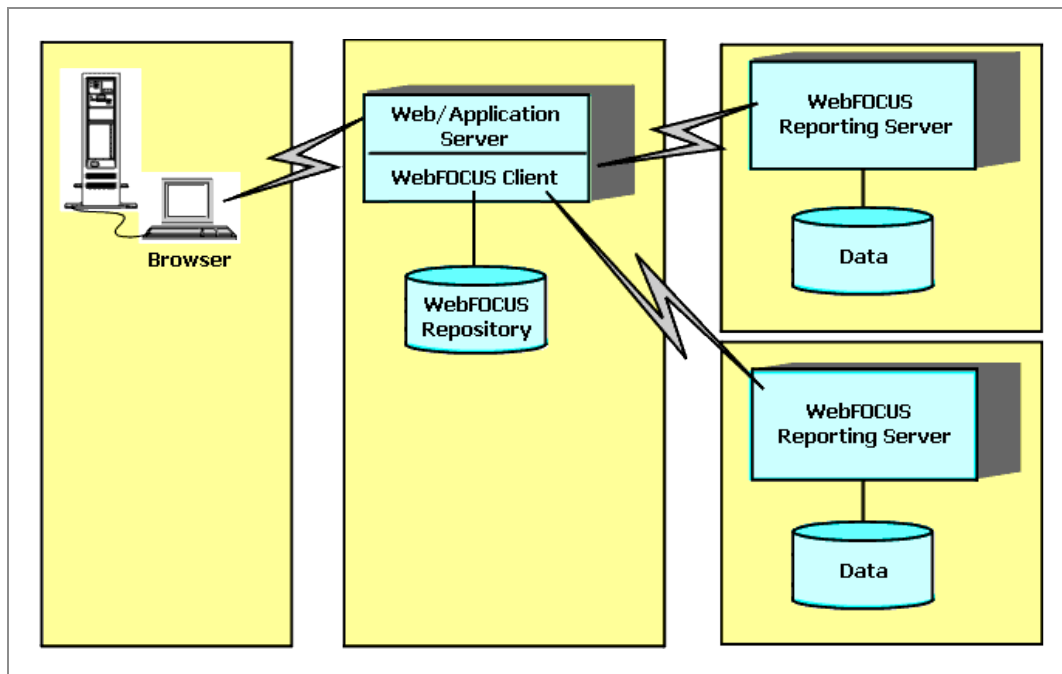 Browser
Web/Application
Server
WebFOCUS Client
WebFOCUS
Repository
WebFOCUS
Reporting Server
Data
WebFOCUS
Reporting Server
Data